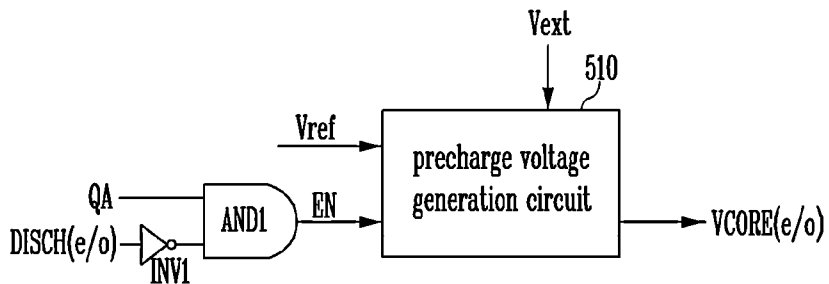 Vext
510
Vref
precharge voltage
generation circuit
QA
AND1
EN
DISCH(e/o)
INV1
VCORE(e/o)